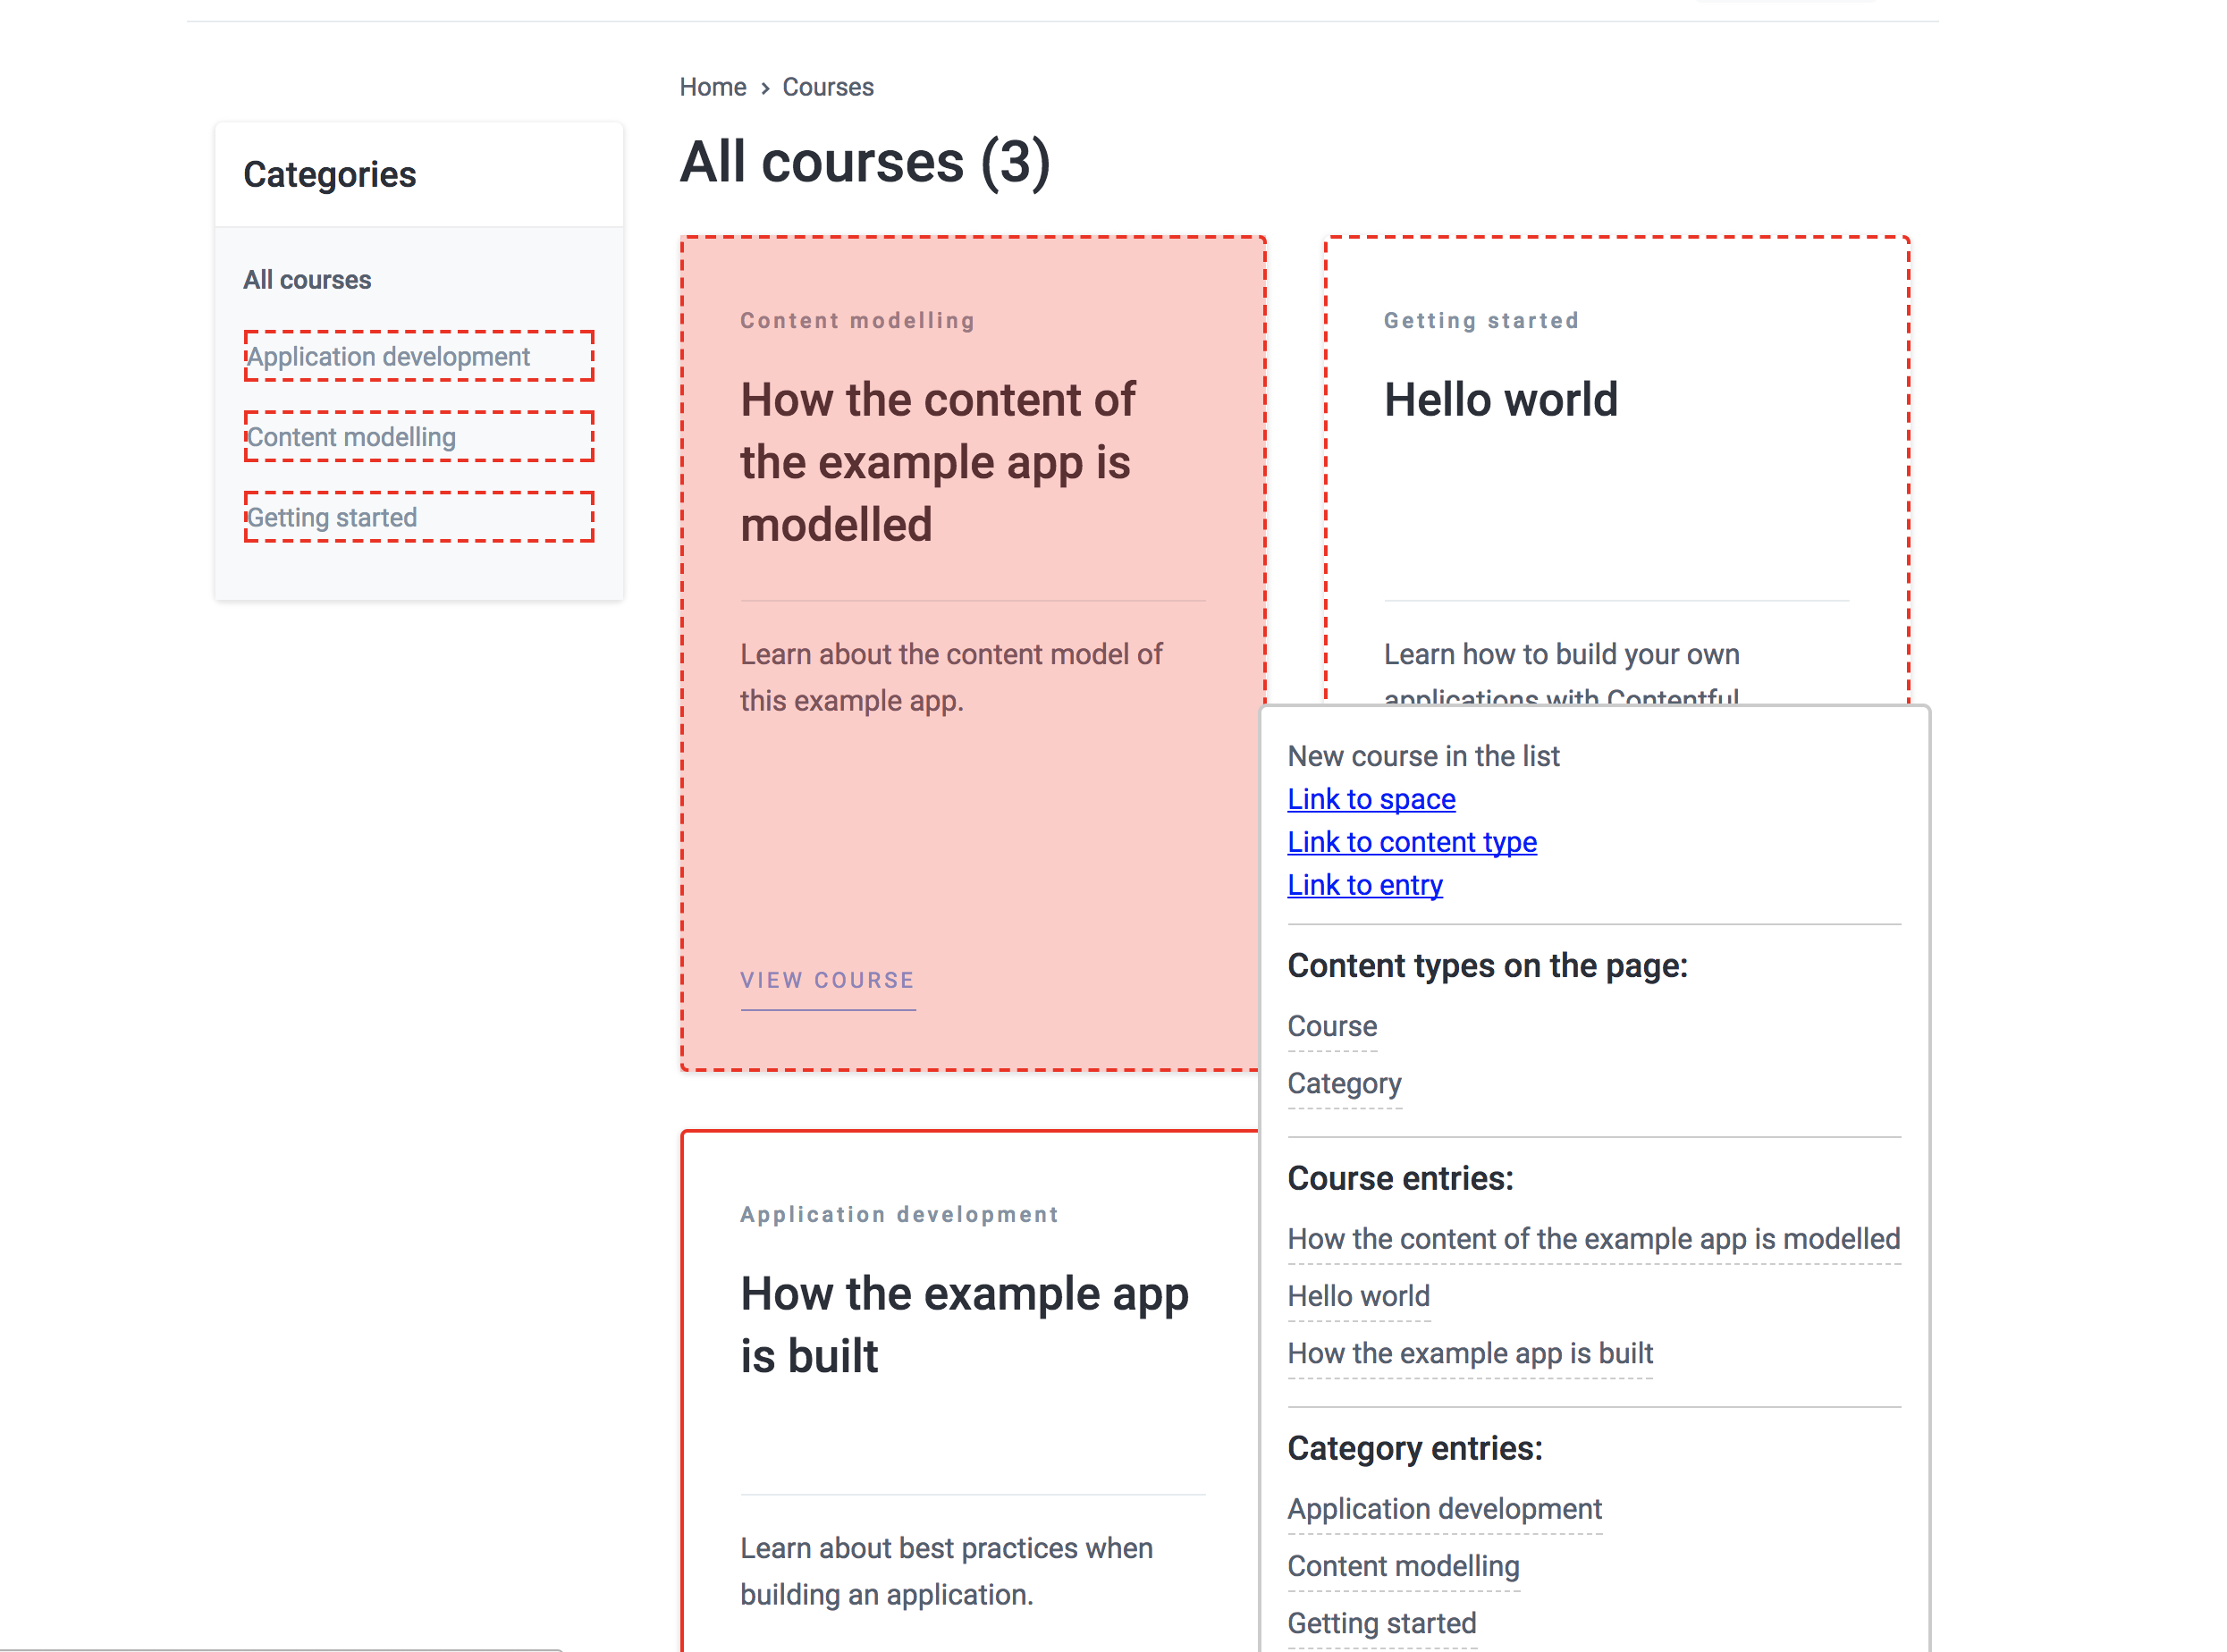 Home › Courses
Categories
All courses
Application development
Content modelling
Getting started
All courses (3)
Content modelling
How the content of
the example app is
modelled
Learn about the content model of
this example app.
VIEW COURSE
Getting started
Hello world
Learn how to build your own
applications with Contentful
Application development
How the example app
is built
Learn about best practices when
building an application.
New course in the list
Link to space
Link to content type
Link to entry
Content types on the page:
Course
Category
Course entries:
How the content of the example app is modelled
Hello world
How the example app is built
Category entries:
Application development
Content modelling
Getting started